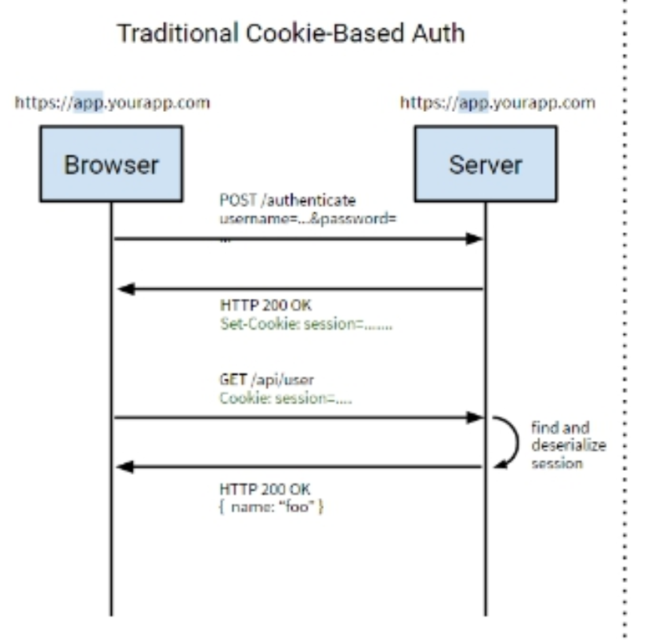 Traditional Cookie-Based Auth
https://app.yourapp.com
https://app.yourapp.com
Browser
Server
POST /authenticate
username=...&password=
...
HTTP 200 OK
Set-Cookie: session=.......
GET /api/user
Cookie: session=....
find and
deserialize
session
HTTP 200 OK
{ name: "foo" }